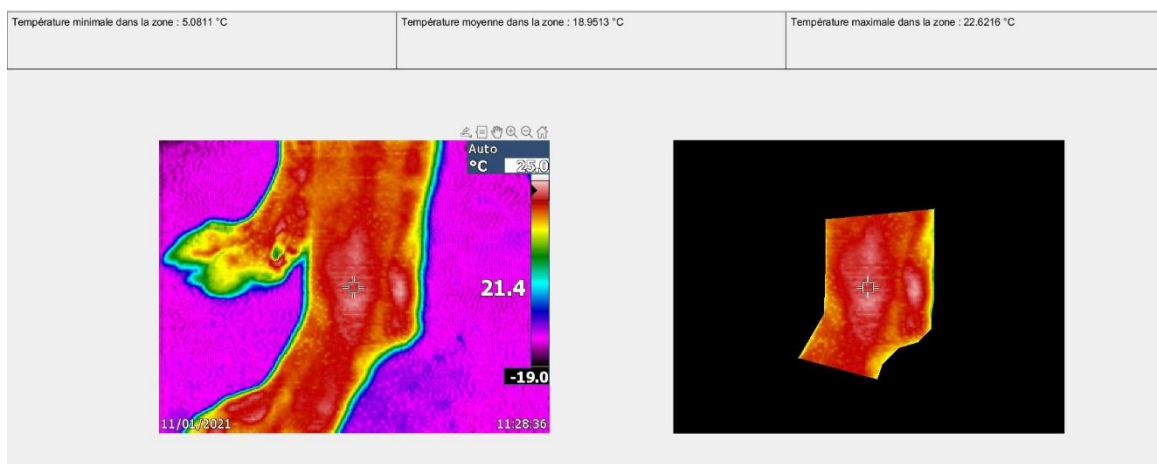 Température minimale dans la zone : 5.0811 °C
Température moyenne dans la zone : 18.9513 °C
Température maximale dans la zone : 22.6216 °C
Auto
°C 25.0
21.4
-19.0
11/01/2021 11:28:36